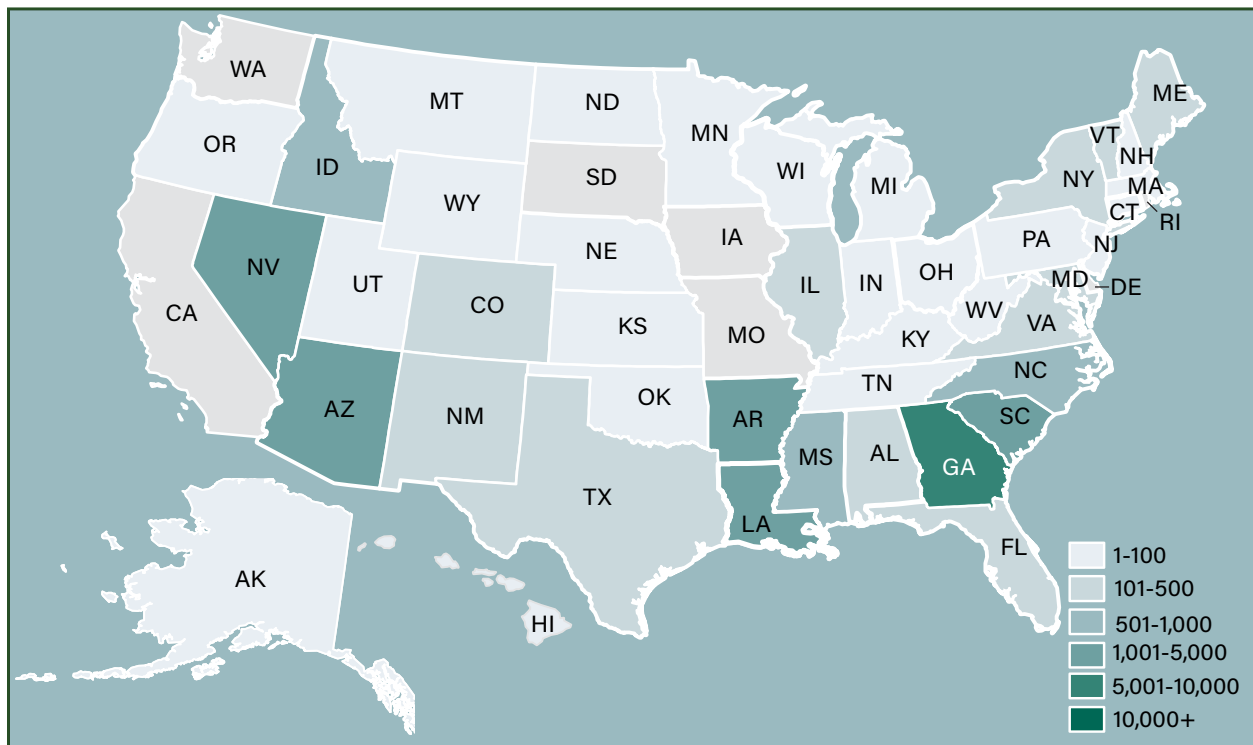 WA
MT
ND
MN
ME
VT
NH
OR
ID
SD
WI
MI
NY
MA
WY
CT
RI
IA
PA
NE
NJ
NV
OH
UT
IL
IN
MD
DE
CO
WV
VA
CA
KS
MO
KY
NC
TN
OK
AZ
NM
AR
SC
MS
AL
GA
TX
LA
FL
AK
HI
1-100
101-500
501-1,000
1,001-5,000
5,001-10,000
10,000+